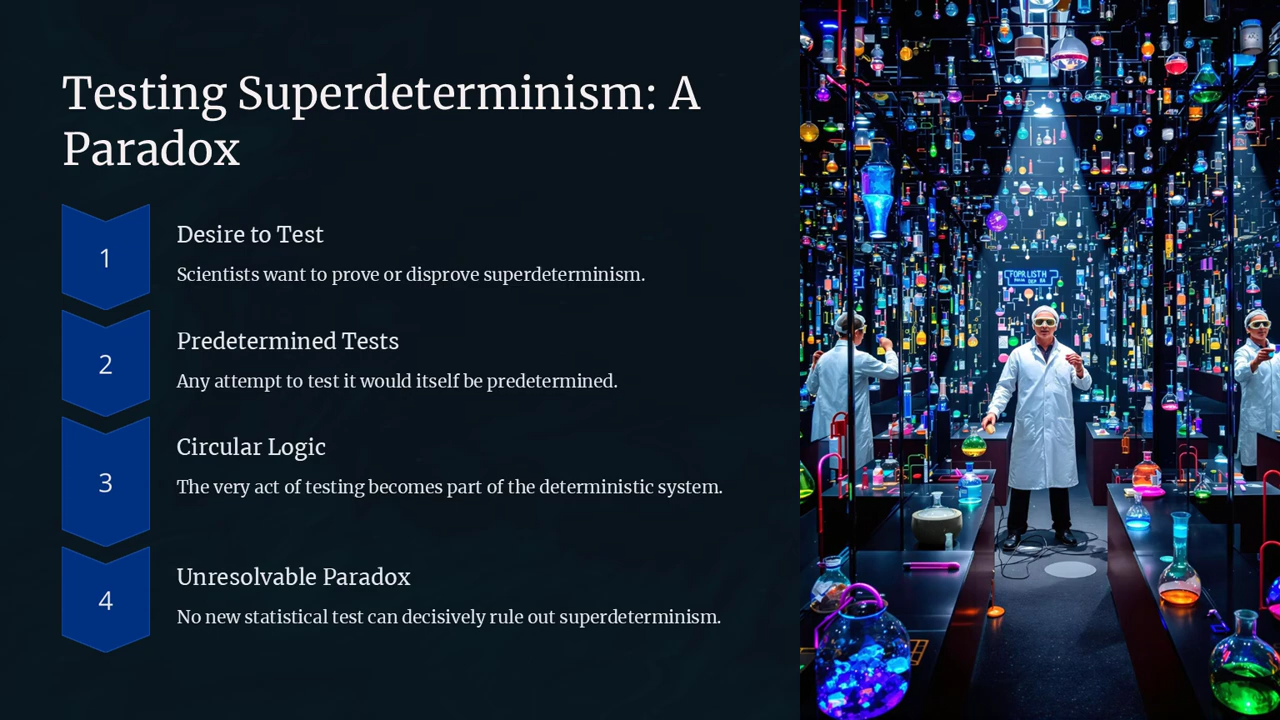 Testing Superdeterminism: A
Paradox
1
Desire to Test
Scientists want to prove or disprove superdeterminism.
2
Predetermined Tests
Any attempt to test it would itself be predetermined.
3
Circular Logic
The very act of testing becomes part of the deterministic system.
4
Unresolvable Paradox
No new statistical test can decisively rule out superdeterminism.